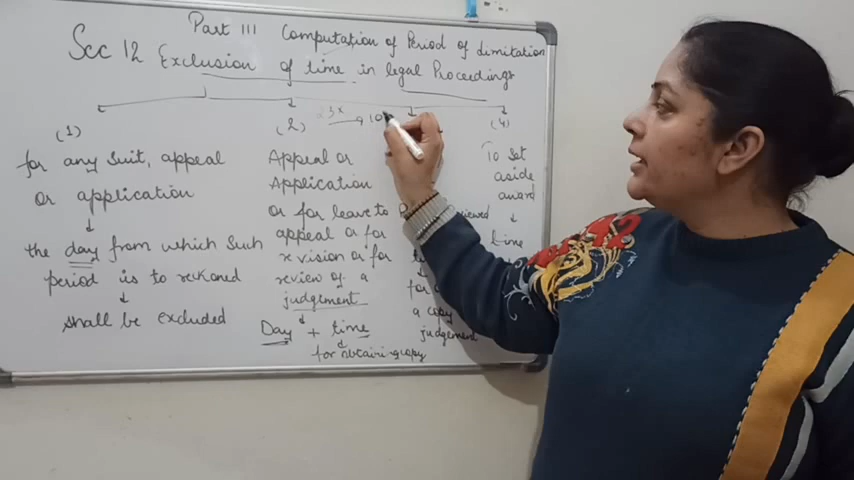 Part III Computation of Period of Limitation
Sec 12 Exclusion of time in legal Proceedings
(1)
for any suit, appeal
or application
the day from which such
period is to reckoned
shall be excluded
(2)
Appeal or
Application
or for leave to
appeal or for
revision or for
review of a
judgement
Day + time
for obtaining copy
23
10
for
a copy
judgement
(4)
To set
aside
award
time